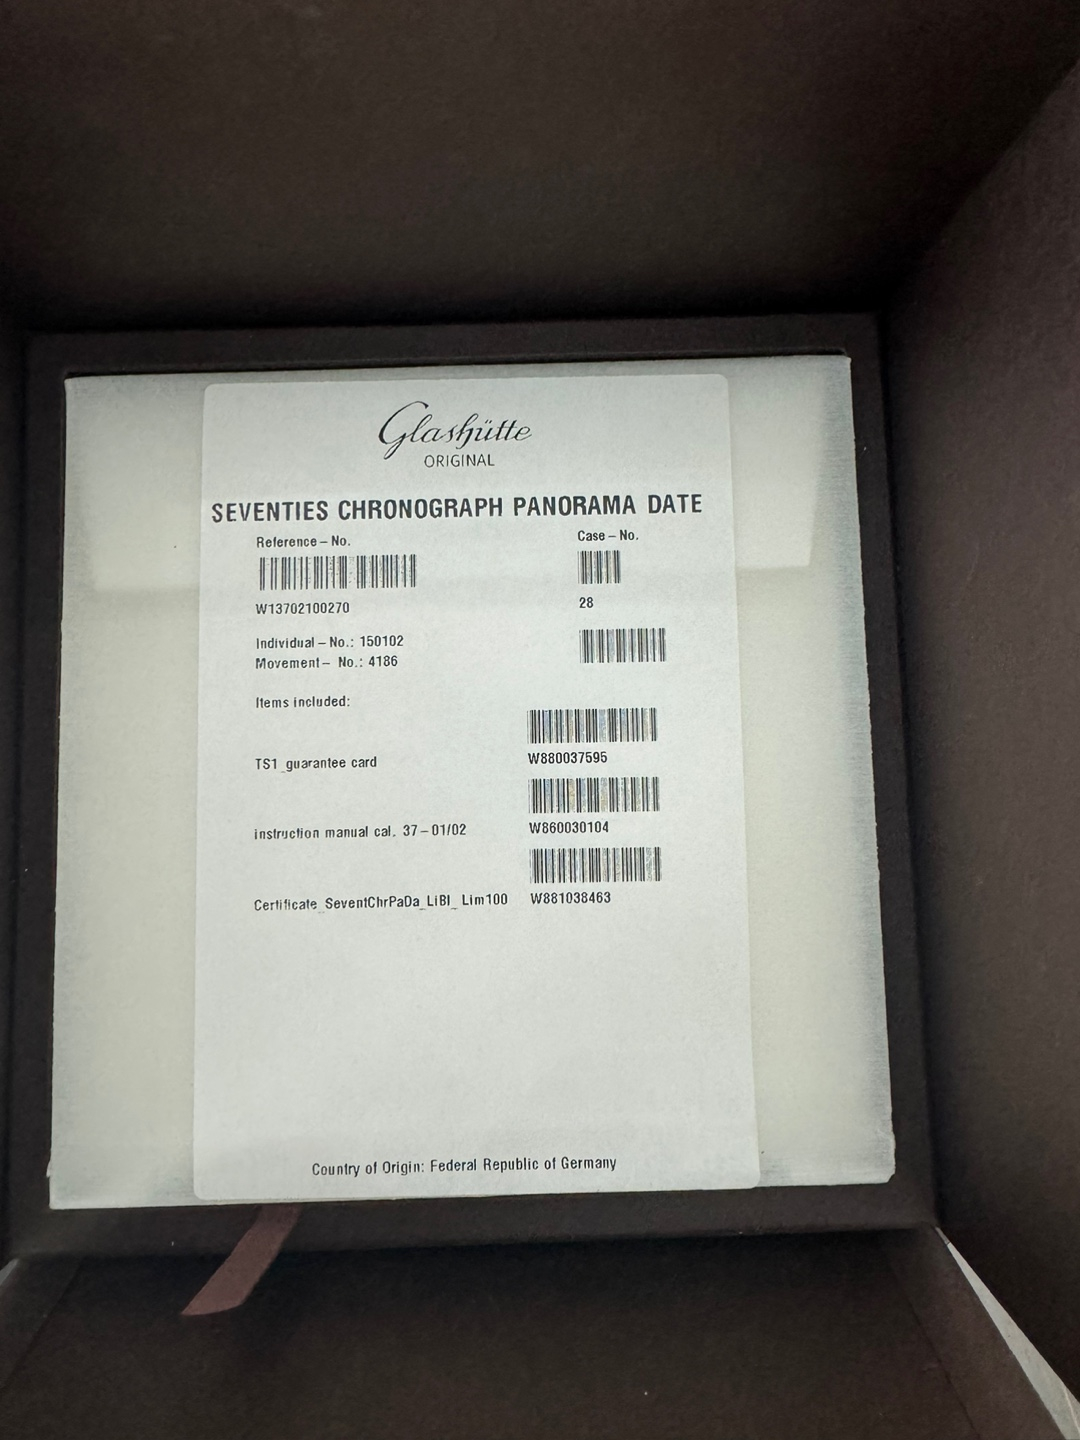 Glashütte
ORIGINAL
SEVENTIES CHRONOGRAPH PANORAMA DATE
Reference-No. Case-No.
W13702100270 28
Individual-No.: 150102
Movement- No.: 4186
Items included:
TS1_guarantee card W880037595
instruction manual cal. 37-01/02 W860030104
Certificate_SeventChrPaDa_LiBl_Lim100 W881038463
Country of Origin: Federal Republic of Germany